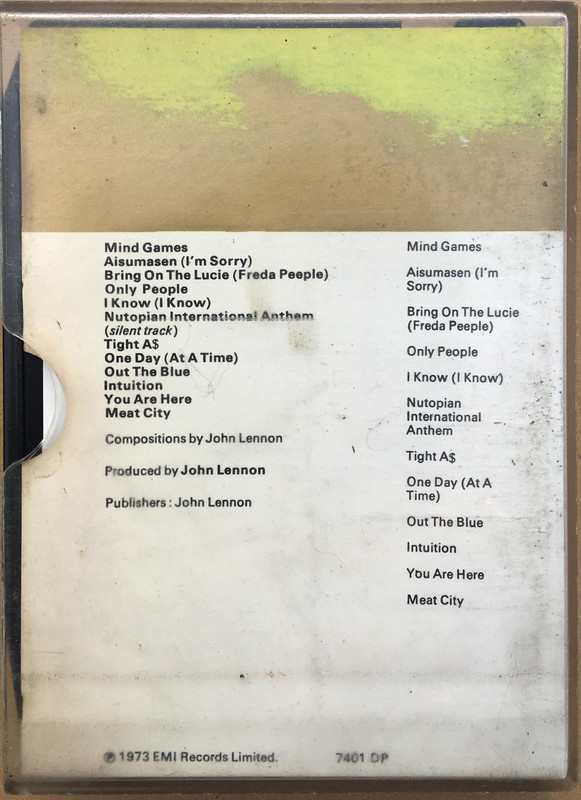 Mind Games
Aisumasen (I'm Sorry)
Bring On The Lucie (Freda Peeple)
Only People
I Know (I Know)
Nutopian International Anthem
(silent track)
Tight A$
One Day (At A Time)
Out The Blue
Intuition
You Are Here
Meat City
Compositions by John Lennon
Produced by John Lennon
Publishers : John Lennon
Mind Games
Aisumasen (I'm
Sorry)
Bring On The Lucie
(Freda Peeple)
Only People
I Know (I Know)
Nutopian
International
Anthem
Tight A$
One Day (At A
Time)
Out The Blue
Intuition
You Are Here
Meat City
℗ 1973 EMI Records Limited. 7401 DP